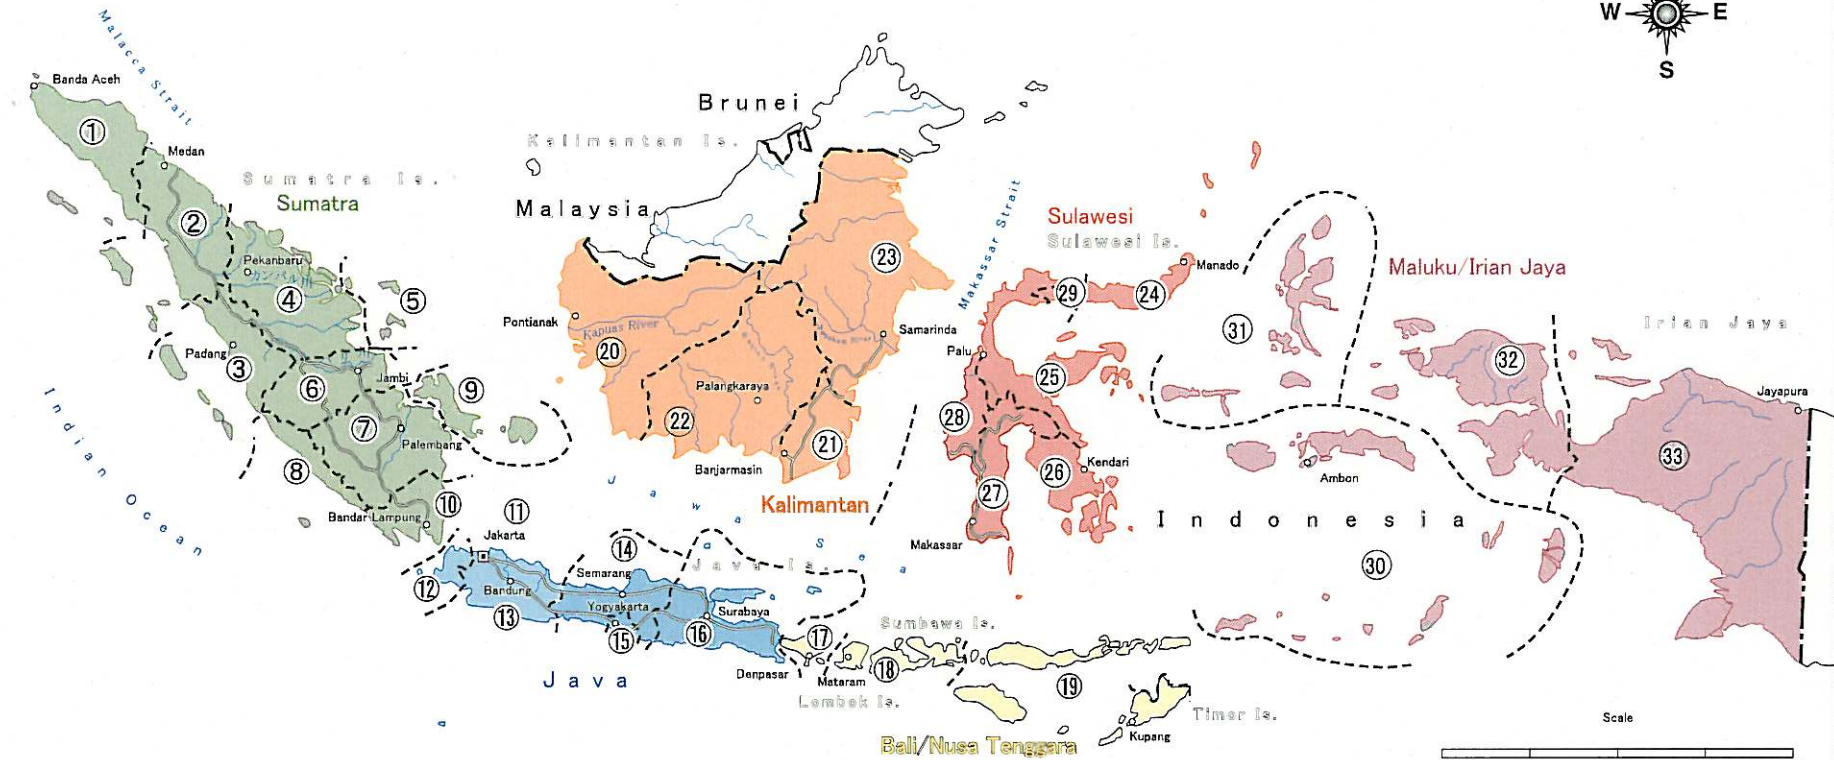 W E
S
Malacca Strait
Banda Aceh
①
Medan
Sumatra Is.
Sumatra
②
Pekanbaru
カンパル川
④
⑤
Padang
③
⑥
Jambi
⑨
⑦
Palembang
⑧
⑩
Bandar Lampung
Indian Ocean
Brunei
Kalimantan Is.
Malaysia
㉓
Pontianak
Kapuas River
⑳
Samarinda
Palangkaraya
㉒
㉑
Banjarmasin
Kalimantan
Makassar Strait
Jawa Sea
⑪
Jakarta
⑫
Bandung
⑬
⑭
Semarang
Java Is.
Yogyakarta
⑮
⑯
Surabaya
Java
⑰
Denpasar
Mataram
⑱
Lombok Is.
Sumbawa Is.
⑲
Timor Is.
Kupang
Bali/Nusa Tenggara
Sulawesi
Sulawesi Is.
Manado
㉙
㉔
Palu
㉕
㉘
㉖
Kendari
㉗
Makassar
㉛
Maluku/Irian Jaya
Irian Jaya
㉜
Jayapura
㉝
Ambon
Indonesia
㉚
Scale